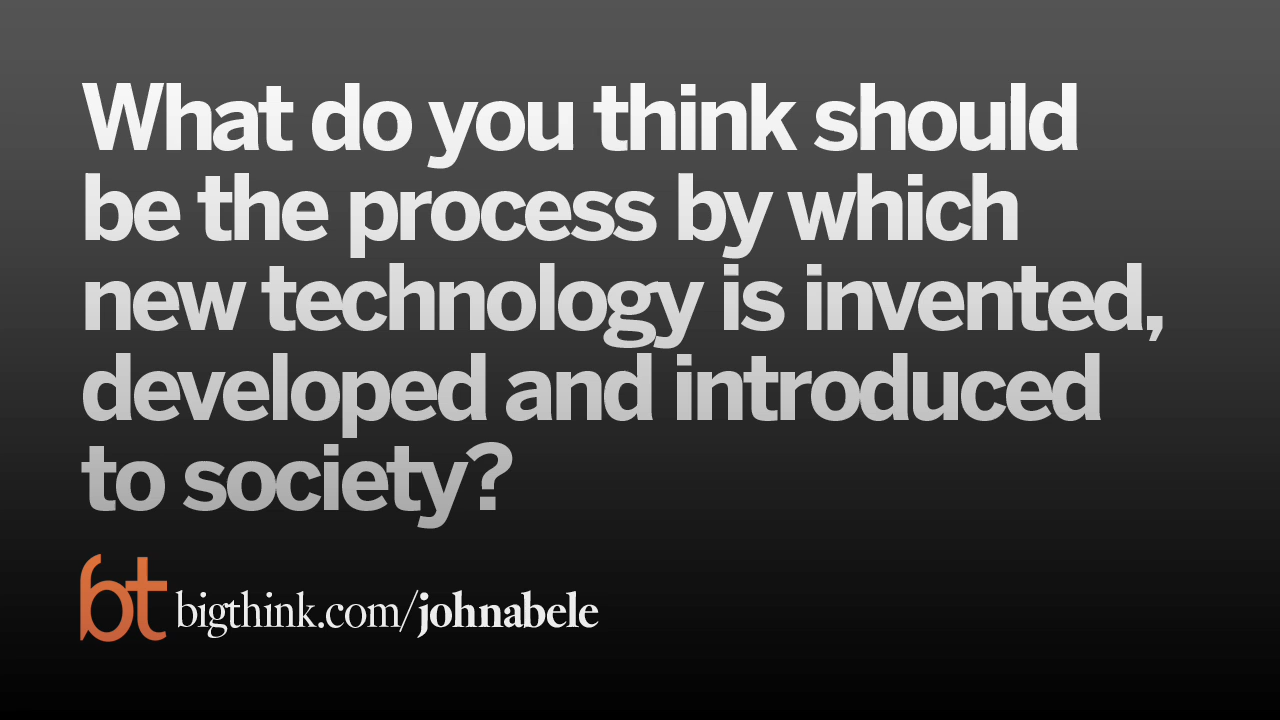 What do you think should
be the process by which
new technology is invented,
developed and introduced
to society?
bt bigthink.com/johnabele